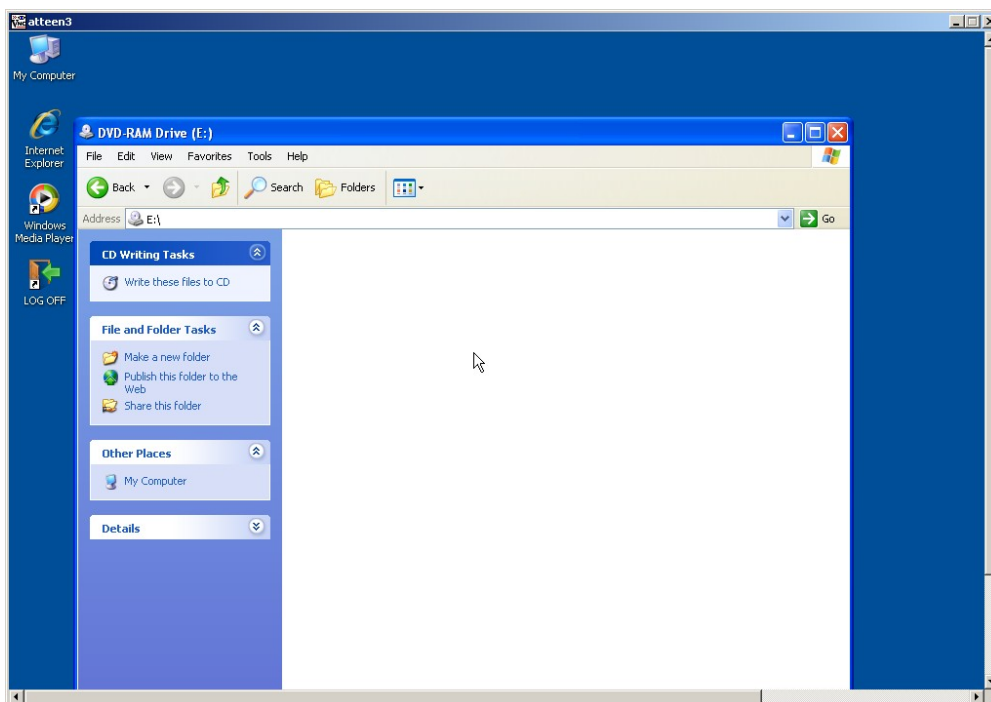 atteen3
My Computer
Internet
Explorer
Windows
Media Player
LOG OFF
DVD-RAM Drive (E:)
File Edit View Favorites Tools Help
Back Search Folders
Address E:\ Go
CD Writing Tasks
Write these files to CD
File and Folder Tasks
Make a new folder
Publish this folder to the
Web
Share this folder
Other Places
My Computer
Details